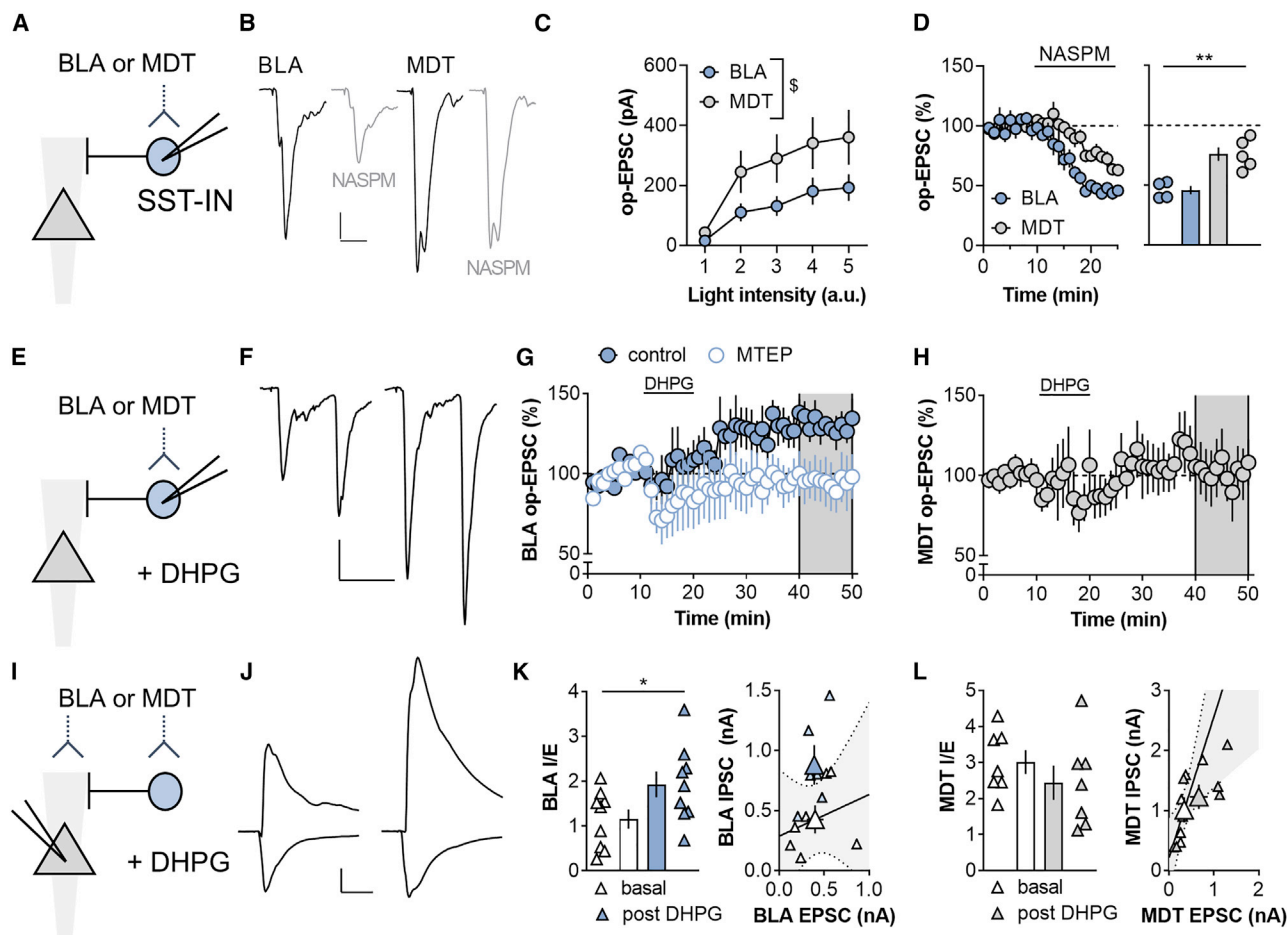 A
BLA or MDT
SST-IN
B
BLA
MDT
NASPM
NASPM
C
600
400
200
0
op-EPSC (pA)
BLA
MDT
$
1 2 3 4 5
Light intensity (a.u.)
D
NASPM
**
150
100
50
0
op-EPSC (%)
BLA
MDT
0 10 20
Time (min)
E
BLA or MDT
+ DHPG
F
G
control
MTEP
DHPG
150
100
50
0
BLA op-EPSC (%)
0 10 20 30 40 50
Time (min)
H
DHPG
150
100
50
0
MDT op-EPSC (%)
0 10 20 30 40 50
Time (min)
I
BLA or MDT
+ DHPG
J
K
*
4
3
2
1
0
BLA I/E
basal
post DHPG
1.5
1.0
0.5
0.0
BLA IPSC (nA)
0.0 0.5 1.0
BLA EPSC (nA)
L
5
4
3
2
1
0
MDT I/E
basal
post DHPG
3
2
1
0
MDT IPSC (nA)
0 1 2
MDT EPSC (nA)